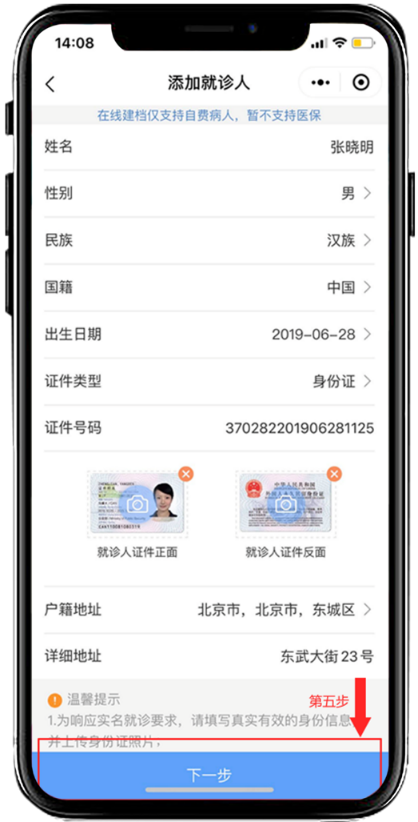 14:08
添加就诊人
在线建档仅支持自费病人，暂不支持医保
姓名 张晓明
性别 男
民族 汉族
国籍 中国
出生日期 2019-06-28
证件类型 身份证
证件号码 370282201906281125
中华人民共和国
就诊人证件正面 就诊人证件反面
户籍地址 北京市，北京市，东城区
详细地址 东武大街23号
温馨提示
第五步
1.为响应实名就诊要求，请填写真实有效的身份信息
并上传身份证照片，
下一步